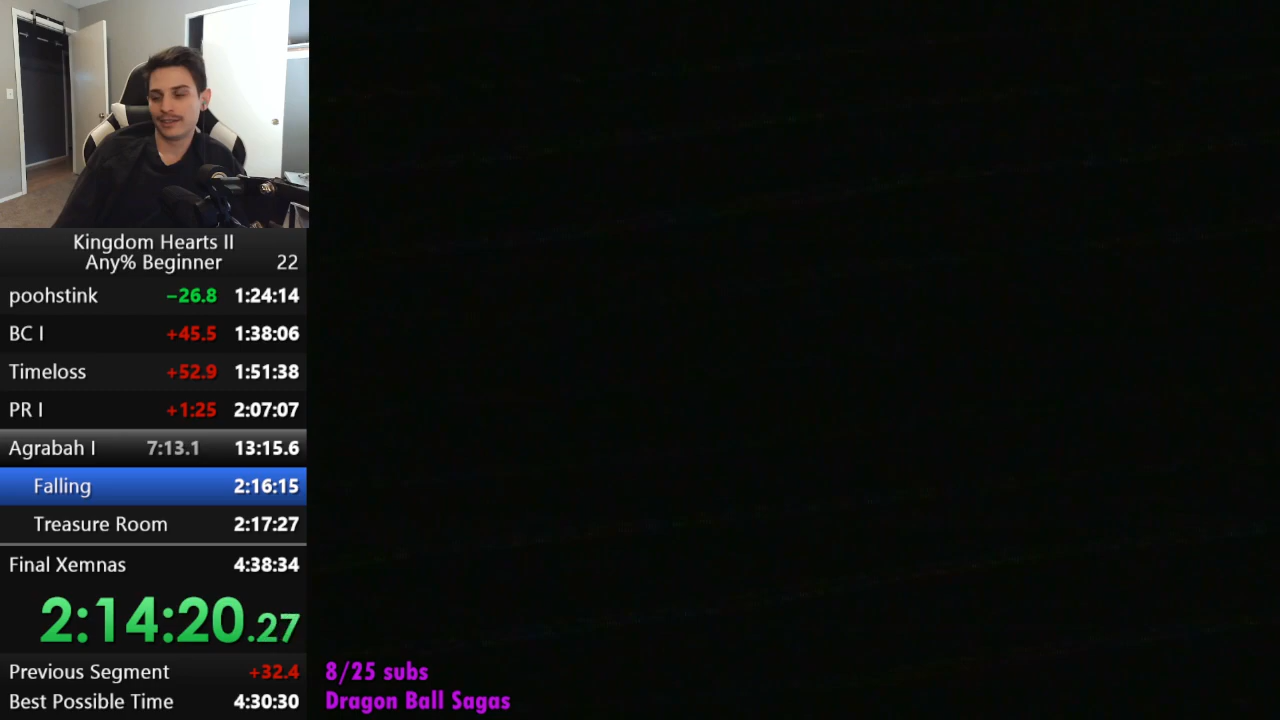 Kingdom Hearts II
Any% Beginner 22
poohstink -26.8 1:24:14
BC I +45.5 1:38:06
Timeloss +52.9 1:51:38
PR I +1:25 2:07:07
Agrabah I 7:13.1 13:15.6
Falling 2:16:15
Treasure Room 2:17:27
Final Xemnas 4:38:34
2:14:20.27
Previous Segment +32.4
Best Possible Time 4:30:30
8/25 subs
Dragon Ball Sagas